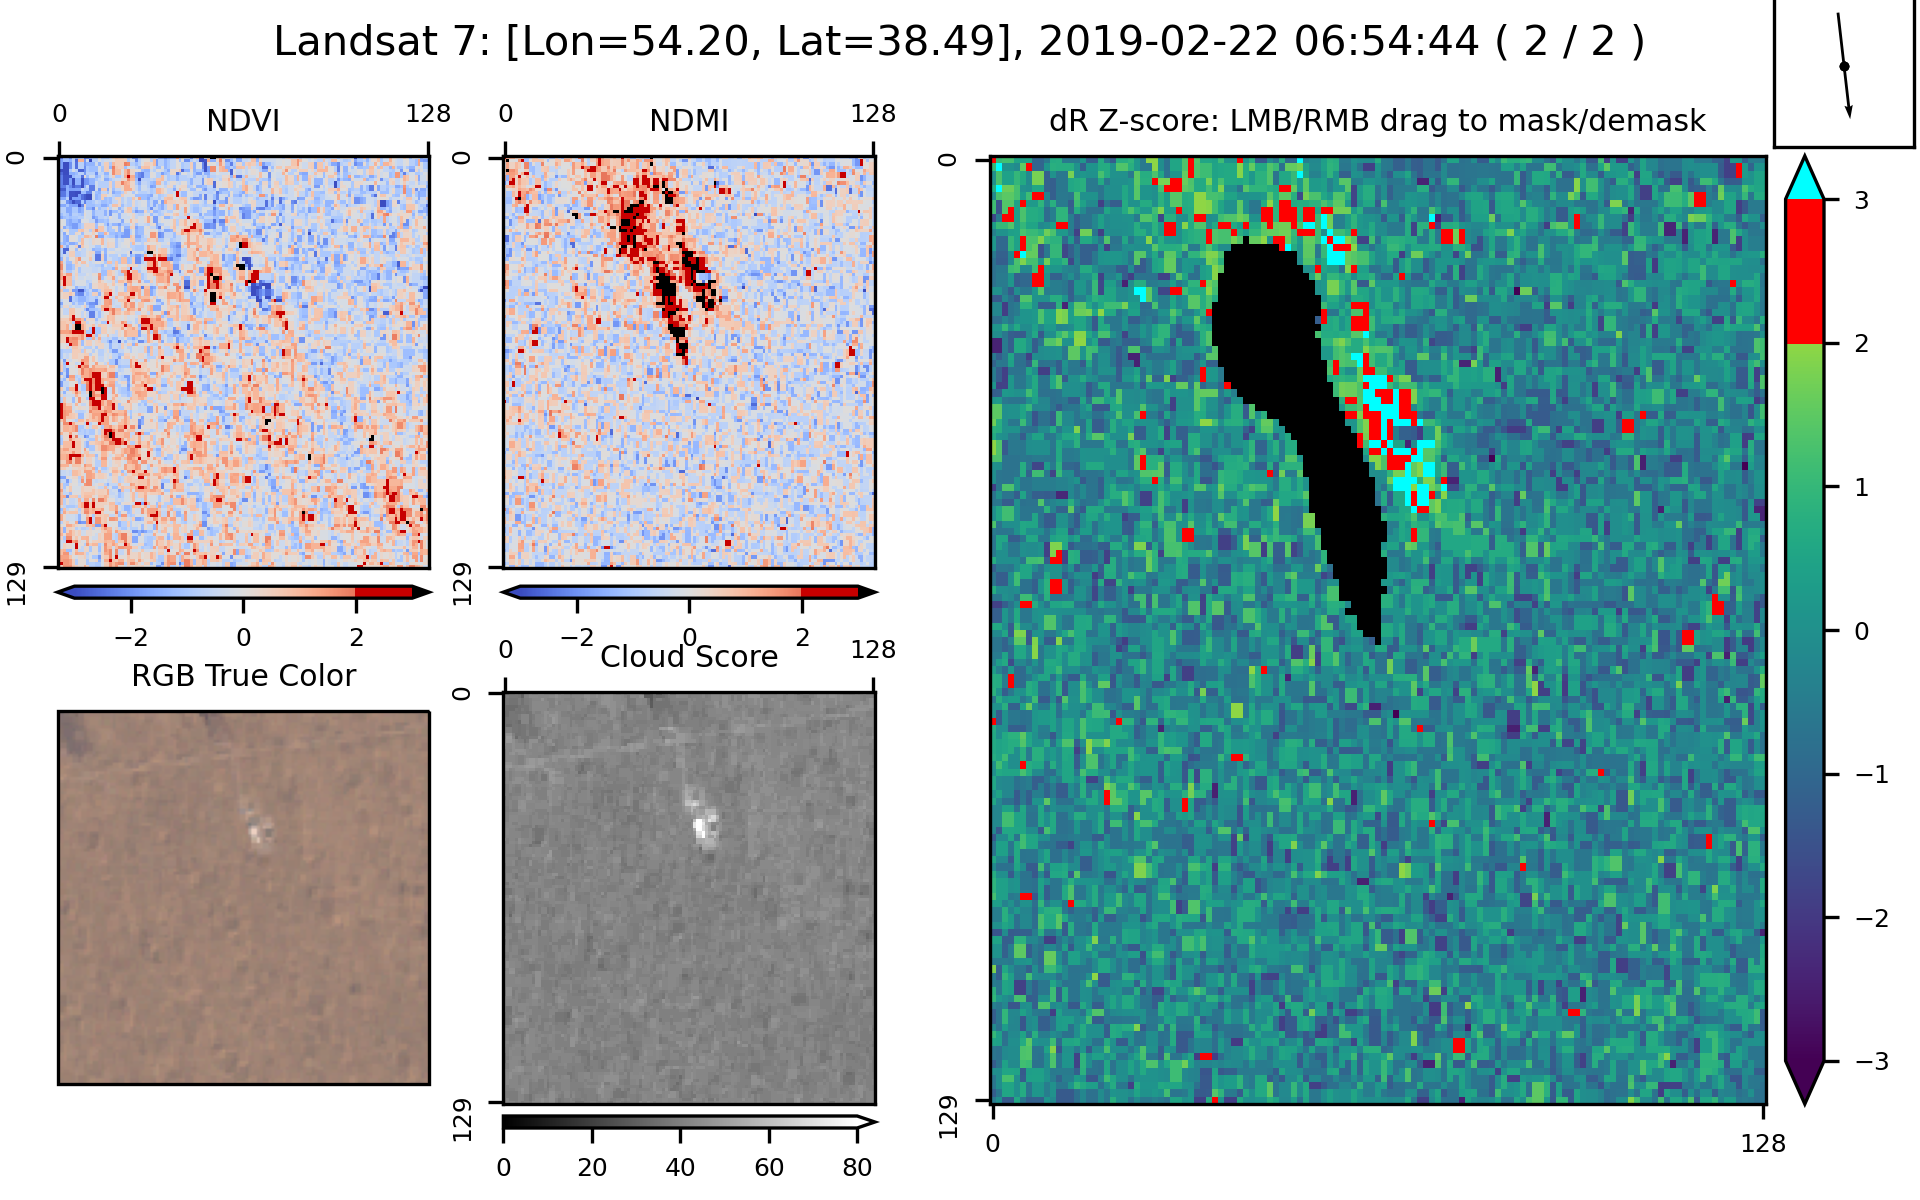 Landsat 7: [Lon=54.20, Lat=38.49], 2019-02-22 06:54:44 ( 2 / 2 )
0 NDVI 128
0
129
−2 0 2
0 NDMI 128
0
129
−2 0 2
RGB True Color
0 Cloud Score 128
0
129
0 20 40 60 80
dR Z-score: LMB/RMB drag to mask/demask
0
129
0 128
3
2
1
0
−1
−2
−3